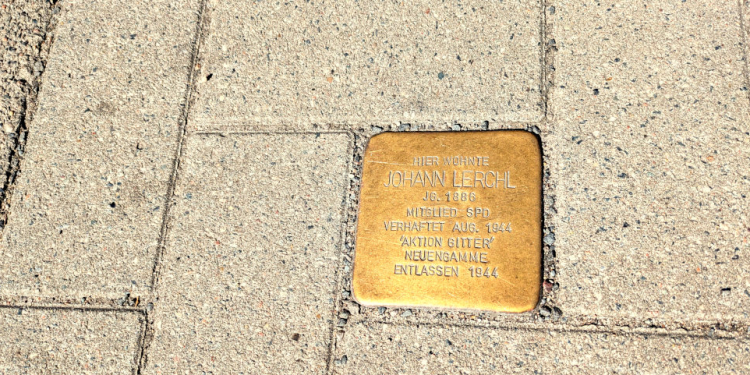 HIER WOHNTE
JOHANN LERCHL
JG. 1886
MITGLIED SPD
VERHAFTET AUG. 1944
'AKTION GITTER'
NEUENGAMME
ENTLASSEN 1944